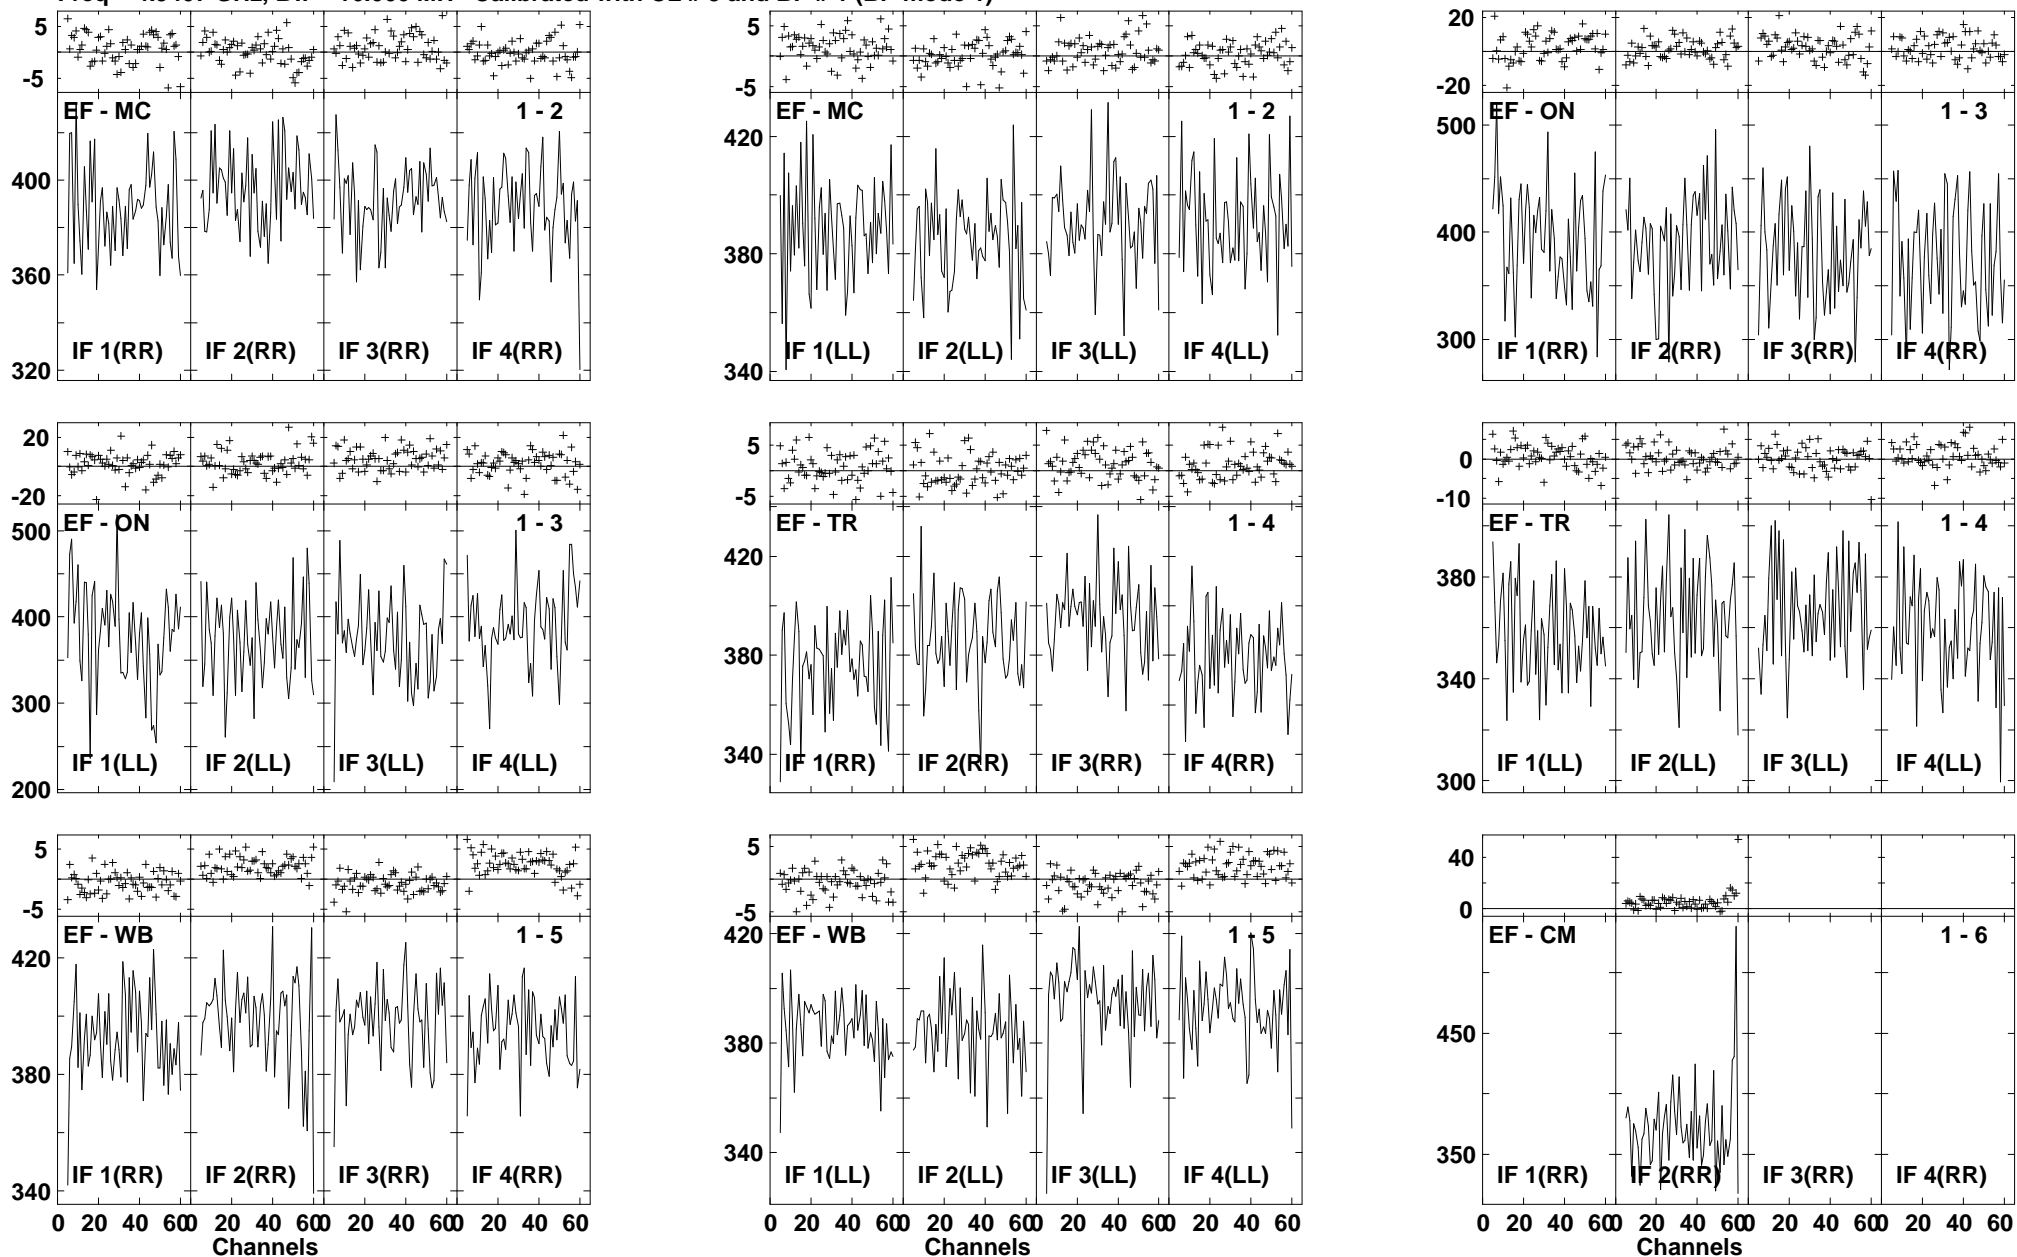 5 5 20
-5 -5 -20
EF - MC 1 - 2 EF - MC 1 - 2 EF - ON 1 - 3
400 420 500
360 380 400
320 340 300
IF 1(RR) IF 2(RR) IF 3(RR) IF 4(RR) IF 1(LL) IF 2(LL) IF 3(LL) IF 4(LL) IF 1(RR) IF 2(RR) IF 3(RR) IF 4(RR)
20 5 0
-20 -5 -10
EF - ON 1 - 3 EF - TR 1 - 4 EF - TR 1 - 4
500 420 380
400 380 340
300 340 300
200
IF 1(LL) IF 2(LL) IF 3(LL) IF 4(LL) IF 1(RR) IF 2(RR) IF 3(RR) IF 4(RR) IF 1(LL) IF 2(LL) IF 3(LL) IF 4(LL)
5 5 40
-5 -5 0
EF - WB 1 - 5 EF - WB 1 - 5 EF - CM 1 - 6
420 420 450
380 380 350
340 340
IF 1(RR) IF 2(RR) IF 3(RR) IF 4(RR) IF 1(LL) IF 2(LL) IF 3(LL) IF 4(LL) IF 1(RR) IF 2(RR) IF 3(RR) IF 4(RR)
0 20 40 60 0 20 40 60 0 20 40 60 0 20 40 60 0 20 40 60 0 20 40 60 0 20 40 60 0 20 40 60 0 20 40 60 0 20 40 60 0 20 40 60 0 20 40 60
Channels Channels Channels